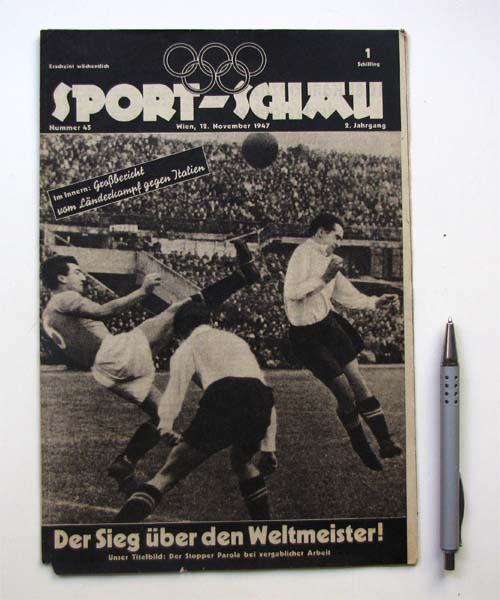 Erscheint wöchentlich
1
Schilling
SPORT-SCHAU
Nummer 45 Wien, 12. November 1947 2. Jahrgang
Im Innern: Großbericht
vom Länderkampf gegen Italien
Der Sieg über den Weltmeister!
Unser Titelbild: Der Stopper Parola bei vergeblicher Arbeit